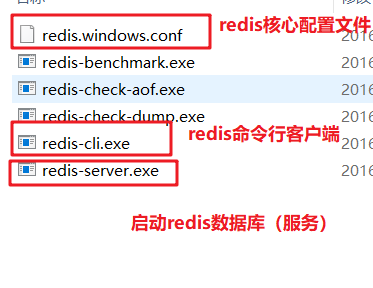 redis.windows.conf
redis核心配置文件
2016
redis-benchmark.exe
2016
redis-check-aof.exe
2016
redis-check-dump.exe
2016
redis-cli.exe
redis命令行客户端
2016
redis-server.exe
2016
启动redis数据库（服务）